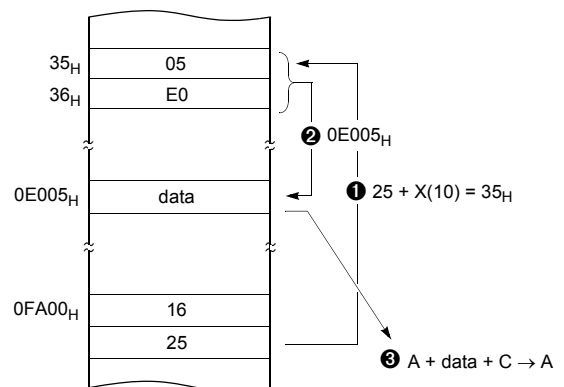 35H 05
36H E0
❷ 0E005H
0E005H data
❶ 25 + X(10) = 35H
0FA00H 16
25
❸ A + data + C → A